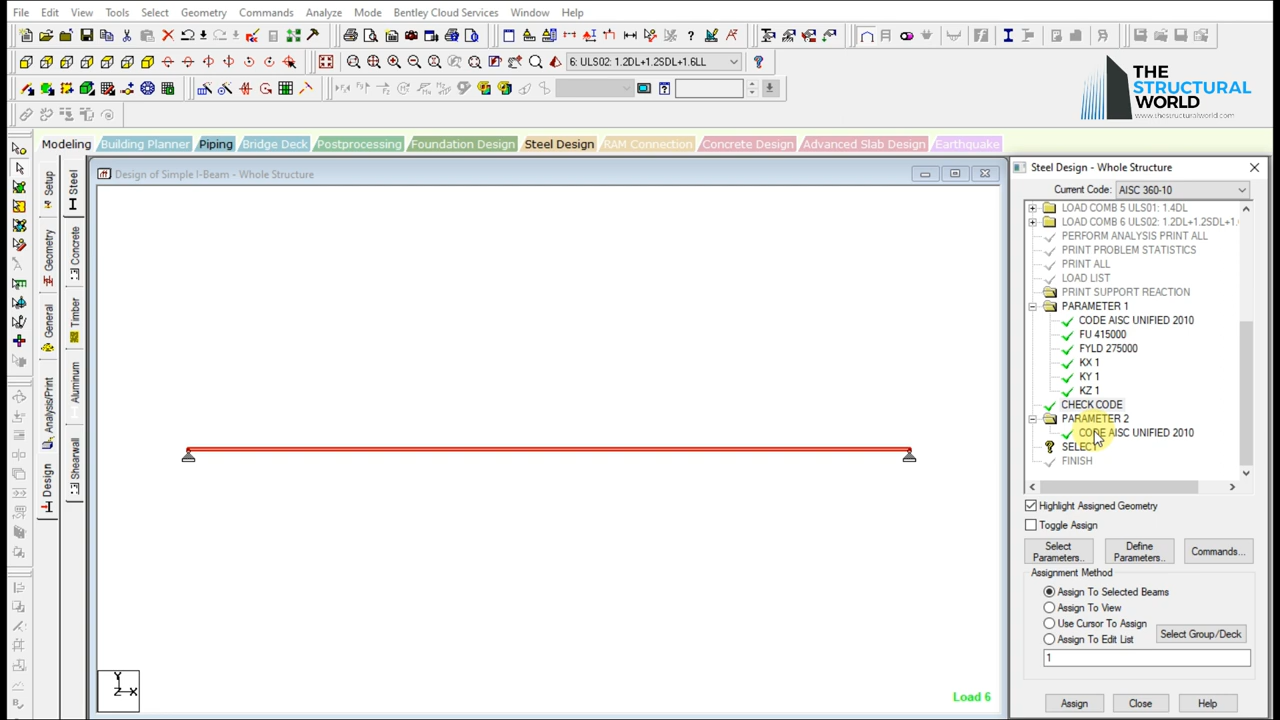 File Edit View Tools Select Geometry Commands Analyze Mode Bentley Cloud Services Window Help
6: ULS02: 1.2DL+1.2SDL+1.6LL
THE
STRUCTURAL
WORLD
www.thestructuralworld.com
Modeling Building Planner Piping Bridge Deck Postprocessing Foundation Design Steel Design RAM Connection Concrete Design Advanced Slab Design Earthquake
Setup
Geometry
General
Analysis/Print
Design
Steel
Concrete
Timber
Aluminum
Shearwall
Design of Simple I-Beam - Whole Structure
Load 6
Y
Z X
Steel Design - Whole Structure
Current Code: AISC 360-10
LOAD COMB 5 ULS01: 1.4DL
LOAD COMB 6 ULS02: 1.2DL+1.2SDL+1.
PERFORM ANALYSIS PRINT ALL
PRINT PROBLEM STATISTICS
PRINT ALL
LOAD LIST
PRINT SUPPORT REACTION
PARAMETER 1
CODE AISC UNIFIED 2010
FU 415000
FYLD 275000
KX 1
KY 1
KZ 1
CHECK CODE
PARAMETER 2
CODE AISC UNIFIED 2010
SELECT
FINISH
Highlight Assigned Geometry
Toggle Assign
Select Parameters..
Define Parameters..
Commands...
Assignment Method
Assign To Selected Beams
Assign To View
Use Cursor To Assign
Assign To Edit List
Select Group/Deck
1
Assign Close Help